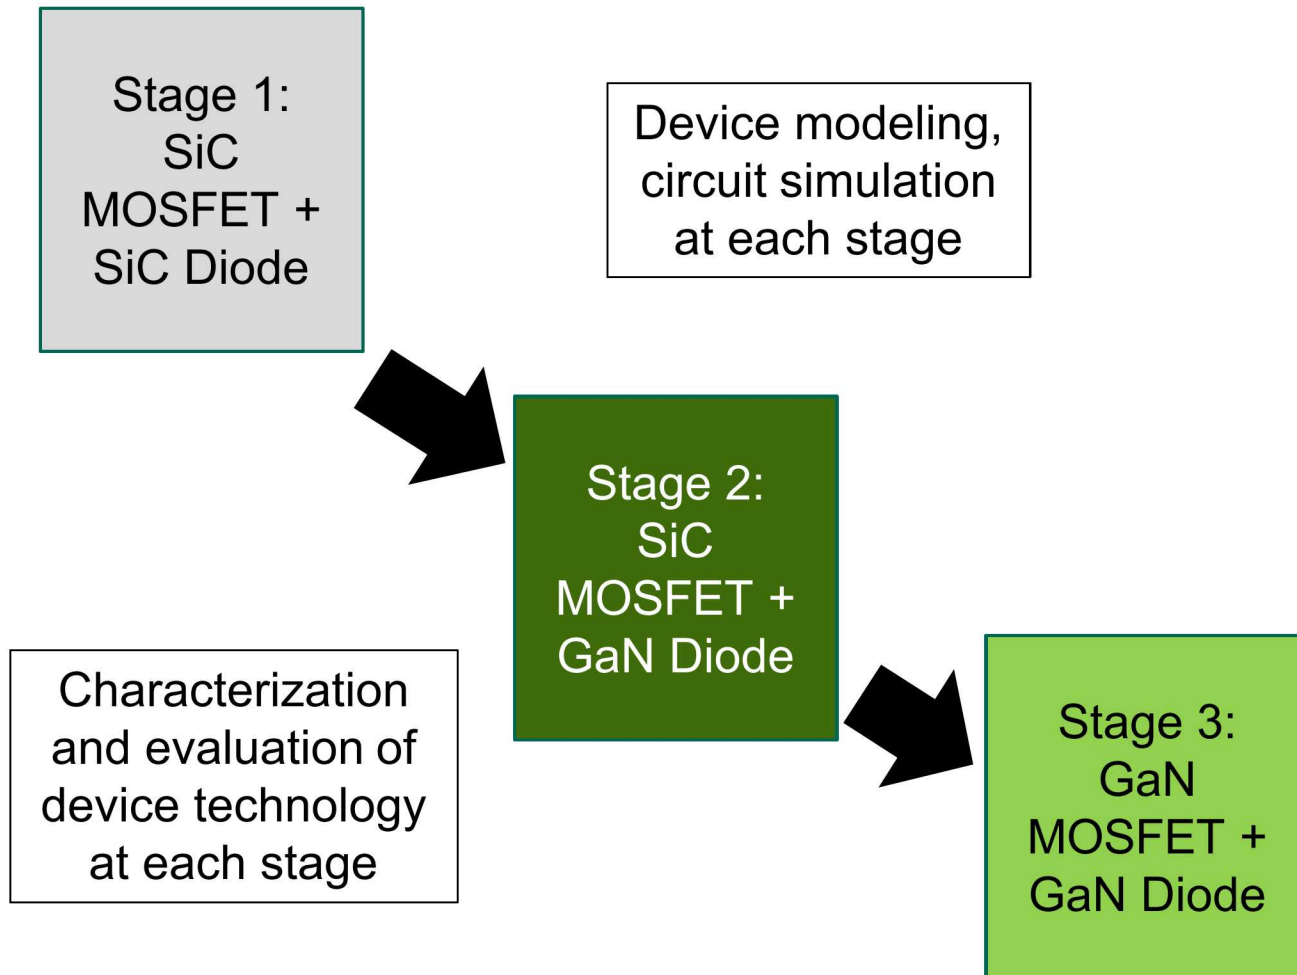 Stage 1:
SiC
MOSFET +
SiC Diode
Device modeling,
circuit simulation
at each stage
Stage 2:
SiC
MOSFET +
GaN Diode
Characterization
and evaluation of
device technology
at each stage
Stage 3:
GaN
MOSFET +
GaN Diode